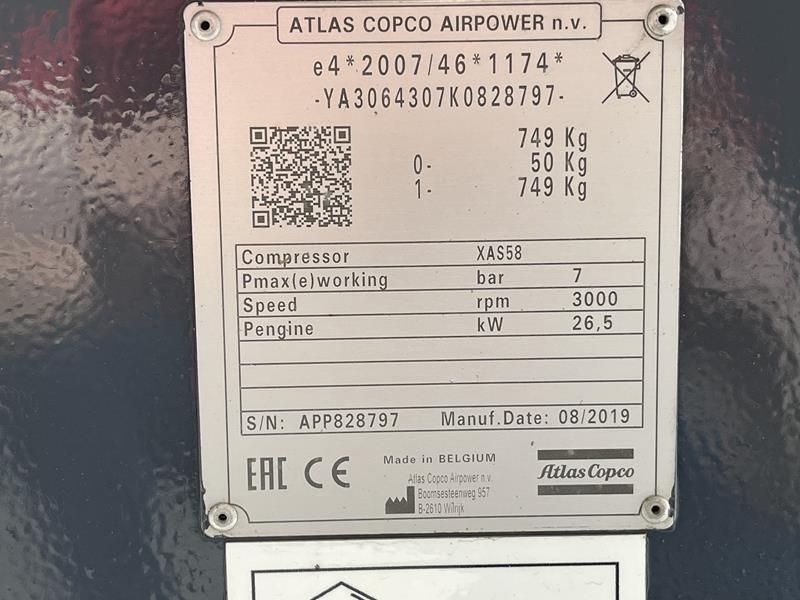 ATLAS COPCO AIRPOWER n.v.
e4*2007/46*1174*
-YA3064307K0828797-
749 Kg
0- 50 Kg
1- 749 Kg
Compressor XAS58
Pmax(e)working bar 7
Speed rpm 3000
Pengine kW 26,5
S/N: APP828797 Manuf.Date: 08/2019
EAC CE
Made in BELGIUM
Atlas Copco Airpower n.v.
Boomsesteenweg 957
B-2610 Wilrijk
Atlas Copco